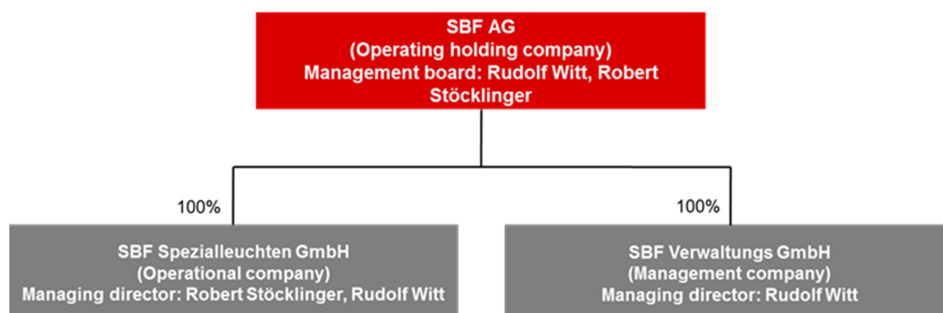 SBF AG
(Operating holding company)
Management board: Rudolf Witt, Robert
Stöcklinger
100%
100%
SBF Spezialleuchten GmbH
(Operational company)
Managing director: Robert Stöcklinger, Rudolf Witt
SBF Verwaltungs GmbH
(Management company)
Managing director: Rudolf Witt